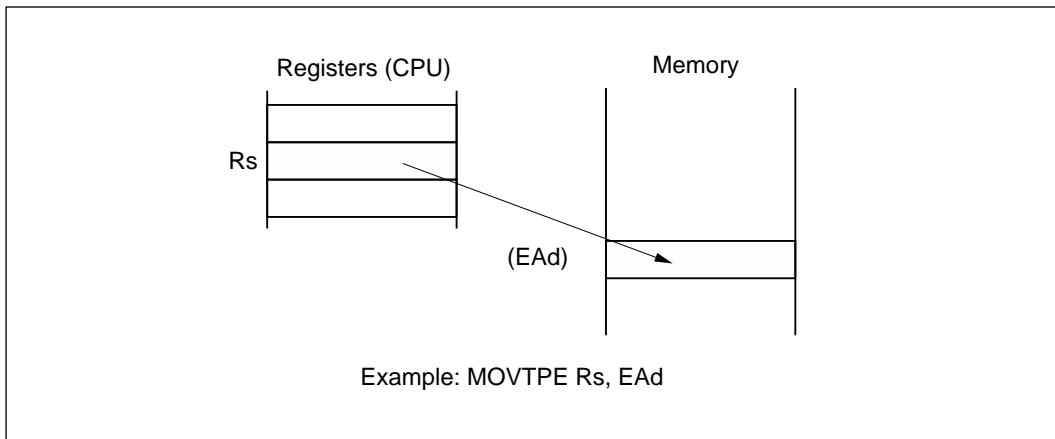 Registers (CPU)
Memory
Rs
(EAd)
Example: MOVTPE Rs, EAd